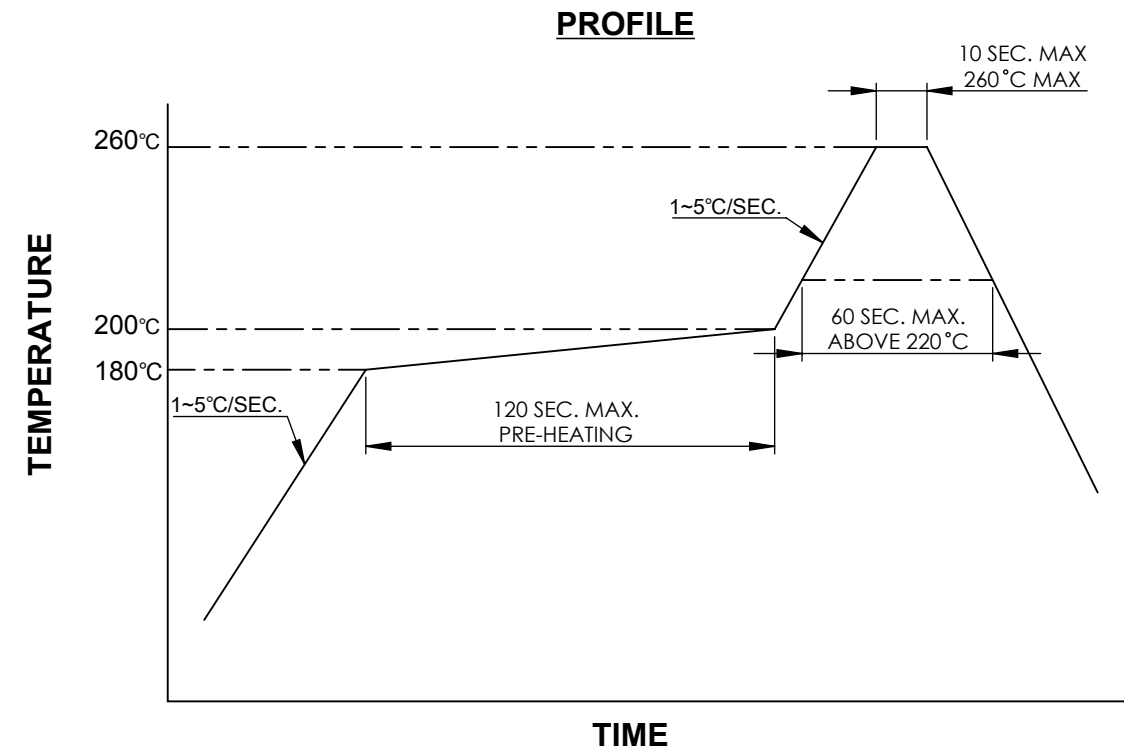 PROFILE
10 SEC. MAX
260°C MAX
260℃
1~5℃/SEC.
TEMPERATURE
200℃
60 SEC. MAX.
ABOVE 220°C
180℃
1~5℃/SEC.
120 SEC. MAX.
PRE-HEATING
TIME